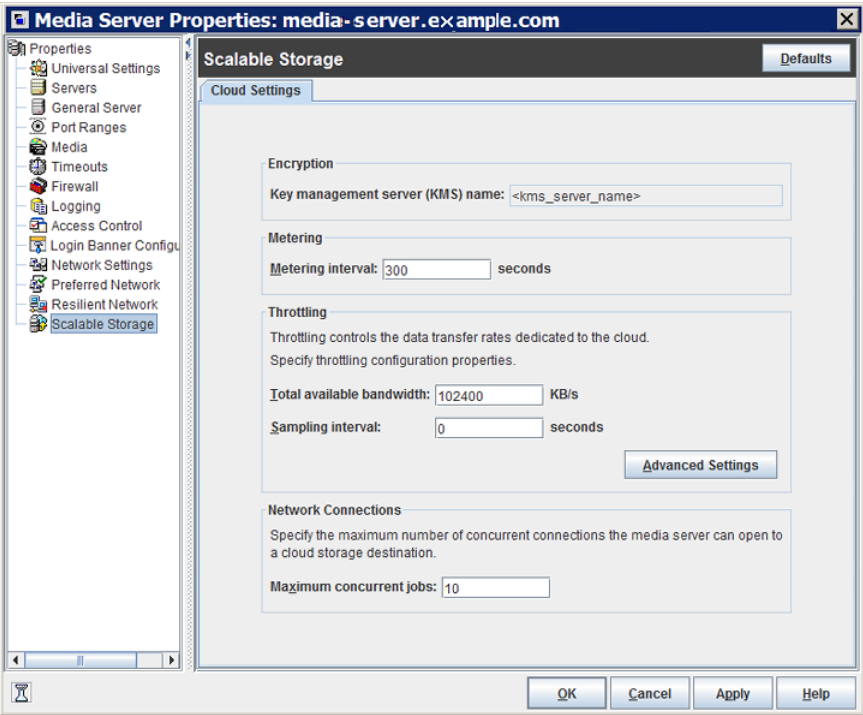 Media Server Properties: media-server.example.com
Properties
Universal Settings
Servers
General Server
Port Ranges
Media
Timeouts
Firewall
Logging
Access Control
Login Banner Configu
Network Settings
Preferred Network
Resilient Network
Scalable Storage
Scalable Storage
Defaults
Cloud Settings
Encryption
Key management server (KMS) name: <kms_server_name>
Metering
Metering interval: 300 seconds
Throttling
Throttling controls the data transfer rates dedicated to the cloud.
Specify throttling configuration properties.
Total available bandwidth: 102400 KB/s
Sampling interval: 0 seconds
Advanced Settings
Network Connections
Specify the maximum number of concurrent connections the media server can open to
a cloud storage destination.
Maximum concurrent jobs: 10
OK Cancel Apply Help